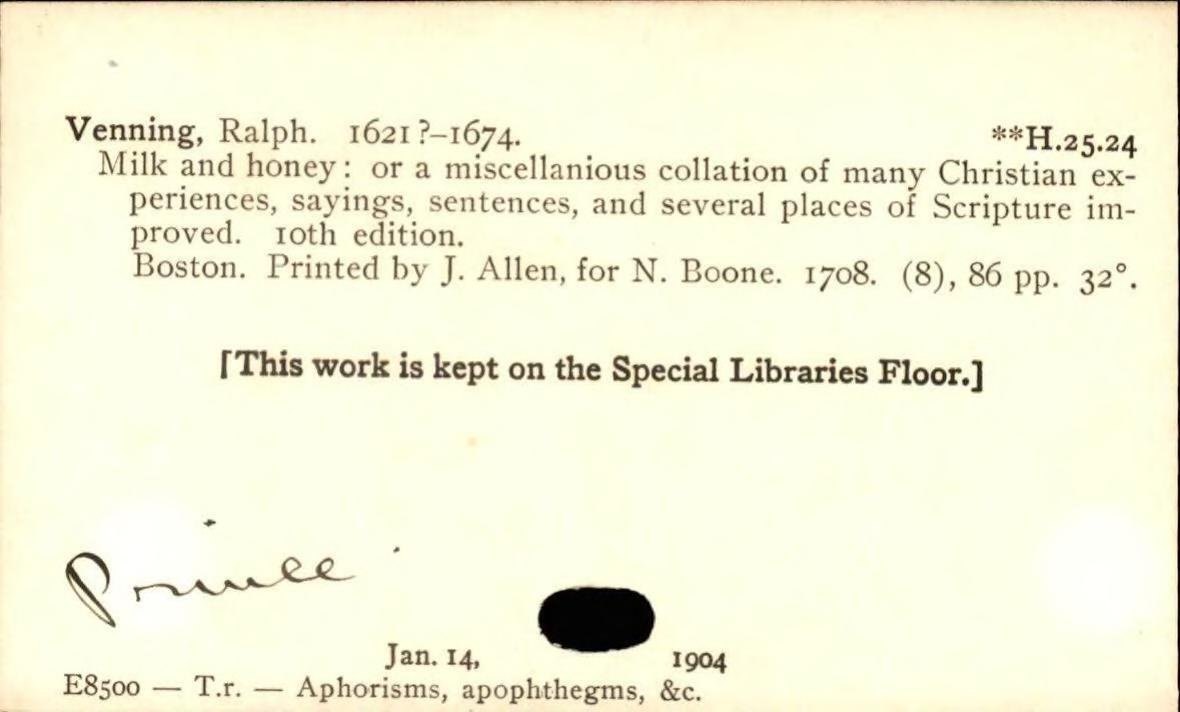 Venning, Ralph. 1621?–1674. **H.25.24
Milk and honey: or a miscellanious collation of many Christian ex-
periences, sayings, sentences, and several places of Scripture im-
proved. 10th edition.
Boston. Printed by J. Allen, for N. Boone. 1708. (8), 86 pp. 32°.
[This work is kept on the Special Libraries Floor.]
Jan. 14, 1904
E8500 — T.r. — Aphorisms, apophthegms, &c.